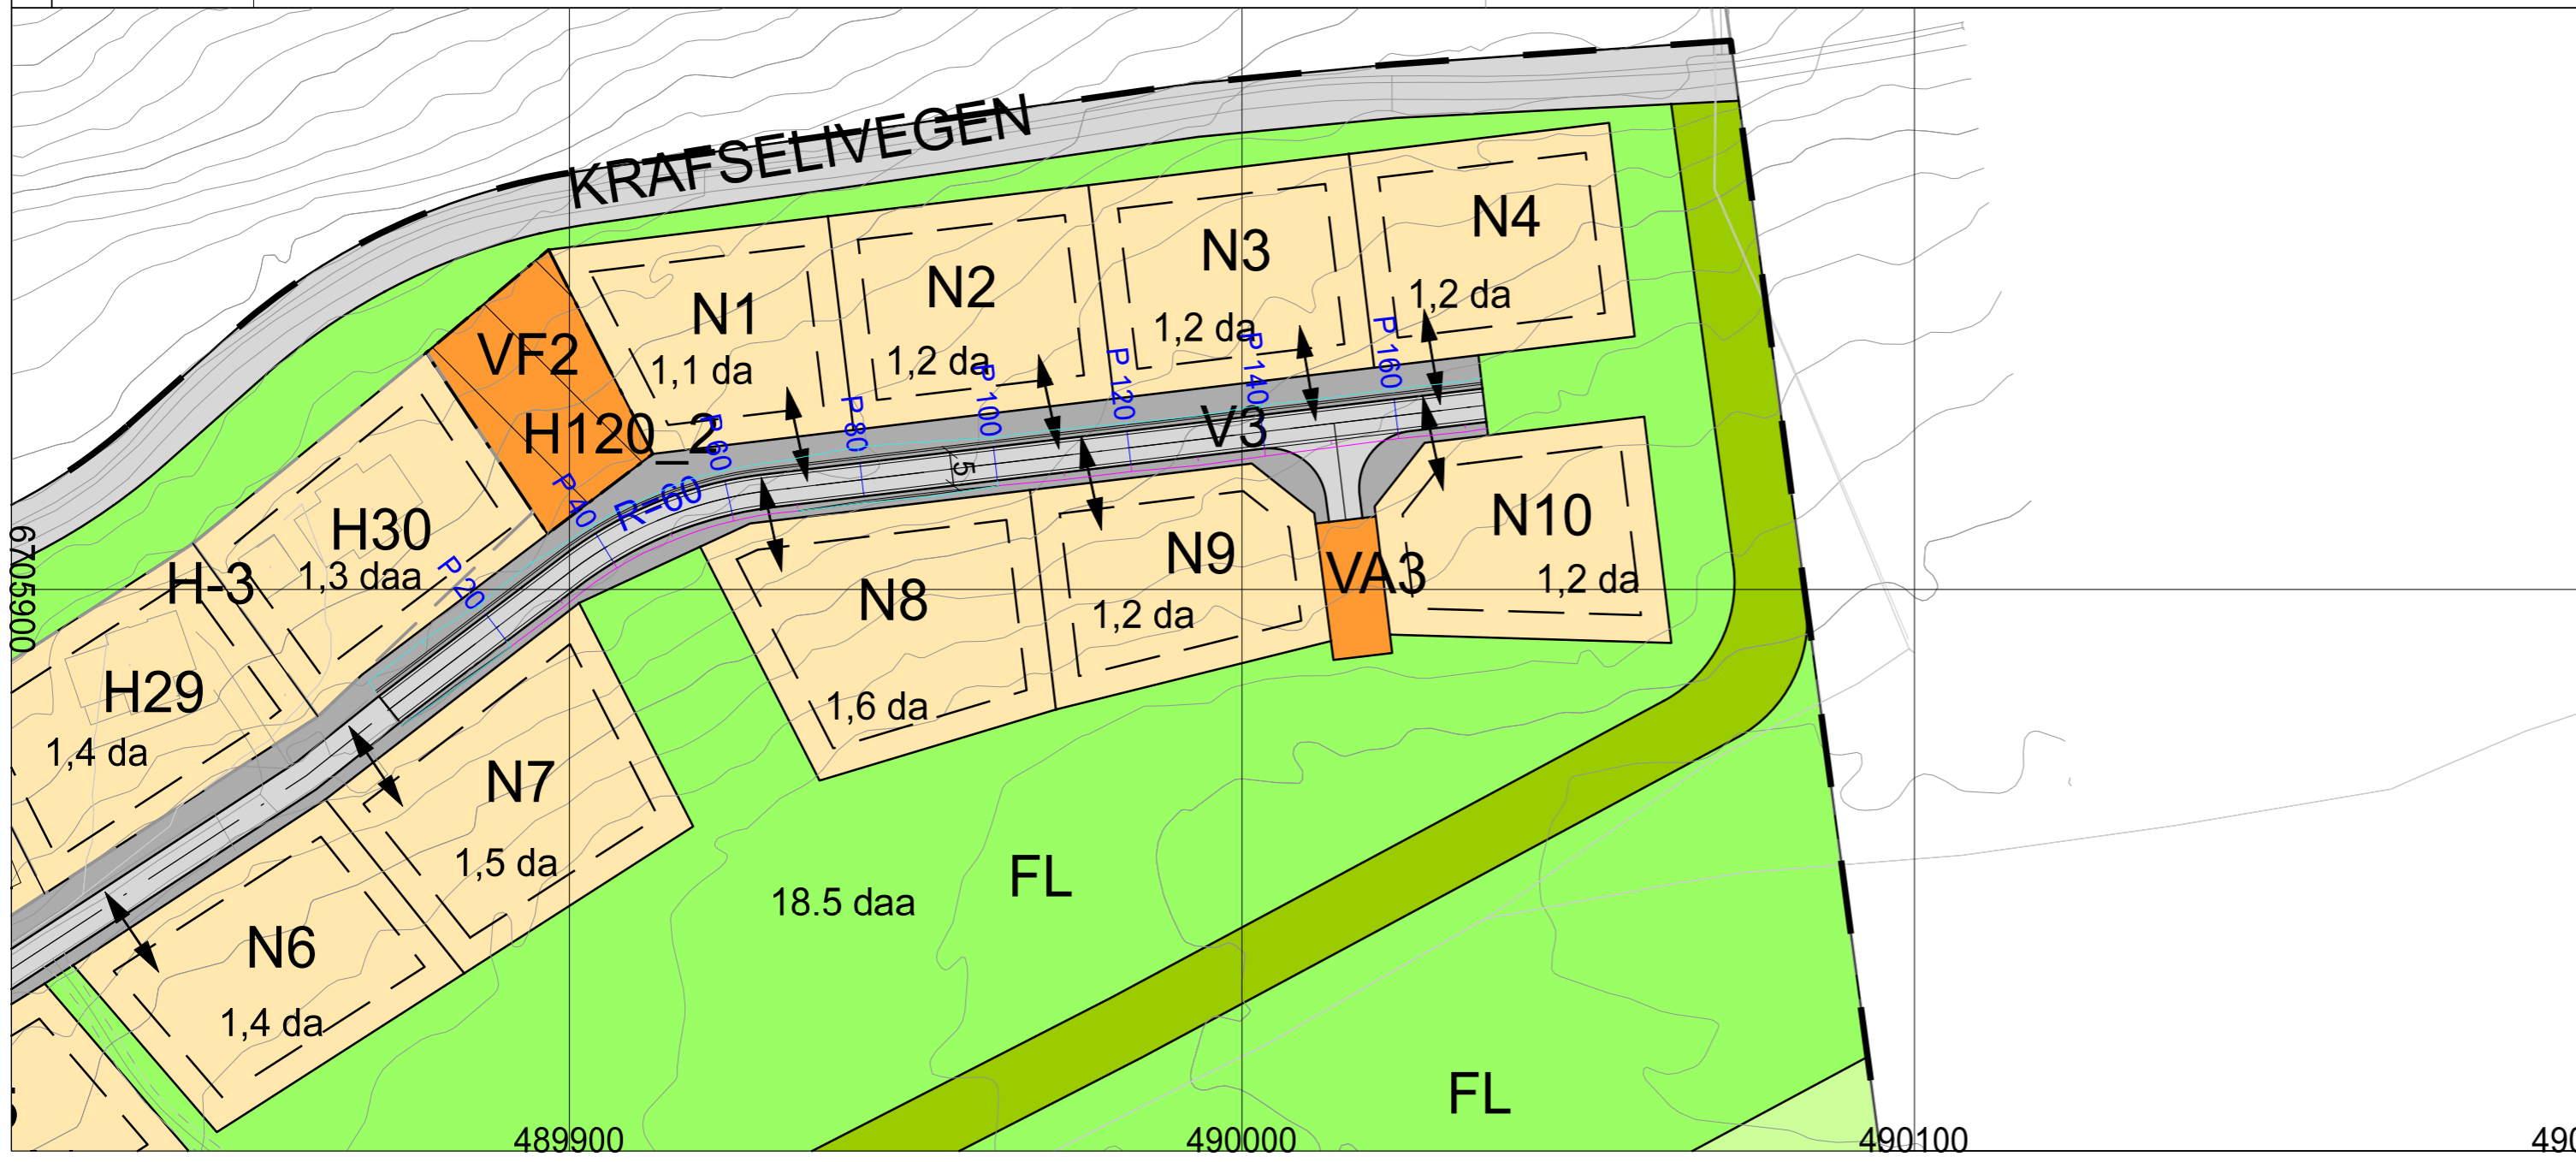 KRAFSELIVEGEN
N4
1,2 da
N3
1,2 da
N2
1,2 da
N1
1,1 da
VF2
H120_2
P 160
P 140
P 120
P 100
P 80
P 60
P 40
P 20
R=60
V3
5
H30
1,3 daa
H-3
H29
1,4 da
N10
1,2 da
VA3
N9
1,2 da
N8
1,6 da
N7
1,5 da
N6
1,4 da
FL
18.5 daa
FL
6705900
489900
490000
490100